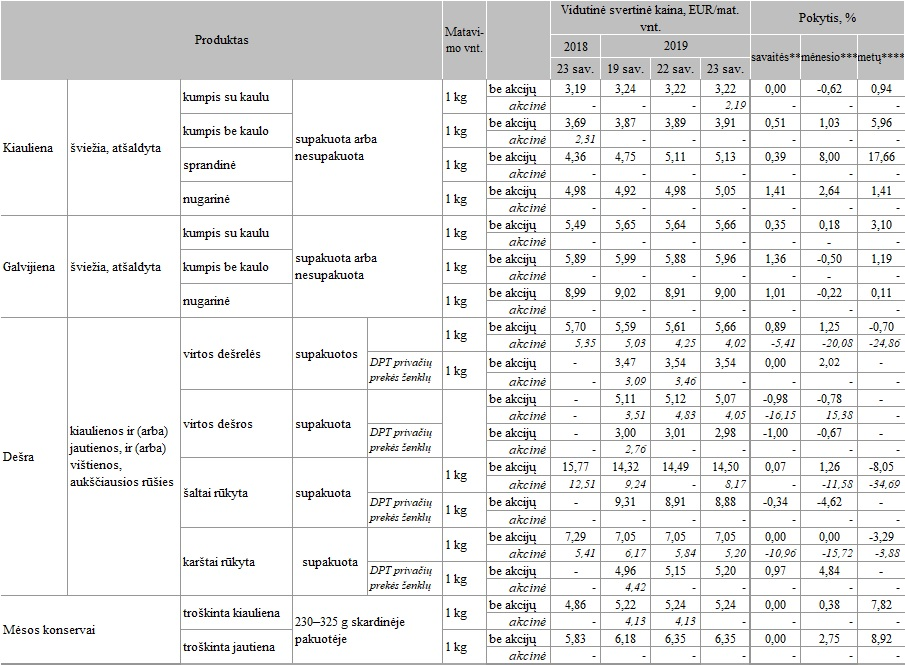 Produktas Matavi-mo vnt. Vidutinė svertinė kaina, EUR/mat. vnt. Pokytis, %
2018 2019 savaitės** mėnesio*** metų****
23 sav. 19 sav. 22 sav. 23 sav.
Kiauliena šviežia, atšaldyta kumpis su kaulu supakuota arba nesupakuota 1 kg be akcijų 3,19 3,24 3,22 3,22 0,00 -0,62 0,94
akcinė - - - 2,19 - - -
kumpis be kaulo 1 kg be akcijų 3,69 3,87 3,89 3,91 0,51 1,03 5,96
akcinė 2,31 - - - - - -
sprandinė 1 kg be akcijų 4,36 4,75 5,11 5,13 0,39 8,00 17,66
akcinė - - - - - - -
nugarinė 1 kg be akcijų 4,98 4,92 4,98 5,05 1,41 2,64 1,41
akcinė - - - - - - -
Galvijiena šviežia, atšaldyta kumpis su kaulu supakuota arba nesupakuota 1 kg be akcijų 5,49 5,65 5,64 5,66 0,35 0,18 3,10
akcinė - - - - - - -
kumpis be kaulo 1 kg be akcijų 5,89 5,99 5,88 5,96 1,36 -0,50 1,19
akcinė - - - - - - -
nugarinė 1 kg be akcijų 8,99 9,02 8,91 9,00 1,01 -0,22 0,11
akcinė - - - - - - -
Dešra kiaulienos ir (arba) jautienos, ir (arba) vištienos, aukščiausios rūšies virtos dešrelės supakuotos 1 kg be akcijų 5,70 5,59 5,61 5,66 0,89 1,25 -0,70
akcinė 5,35 5,03 4,25 4,02 -5,41 -20,08 -24,86
DPT privačių prekės ženklų 1 kg be akcijų - 3,47 3,54 3,54 0,00 2,02 -
akcinė - 3,09 3,46 - - - -
virtos dešros supakuota be akcijų - 5,11 5,12 5,07 -0,98 -0,78 -
akcinė - 3,51 4,83 4,05 -16,15 15,38 -
DPT privačių prekės ženklų be akcijų - 3,00 3,01 2,98 -1,00 -0,67 -
akcinė - 2,76 - - - - -
šaltai rūkyta supakuota 1 kg be akcijų 15,77 14,32 14,49 14,50 0,07 1,26 -8,05
akcinė 12,51 9,24 - 8,17 - -11,58 -34,69
DPT privačių prekės ženklų 1 kg be akcijų - 9,31 8,91 8,88 -0,34 -4,62 -
akcinė - - - - - - -
karštai rūkyta supakuota 1 kg be akcijų 7,29 7,05 7,05 7,05 0,00 0,00 -3,29
akcinė 5,41 6,17 5,84 5,20 -10,96 -15,72 -3,88
DPT privačių prekės ženklų 1 kg be akcijų - 4,96 5,15 5,20 0,97 4,84 -
akcinė - 4,42 - - - - -
Mėsos konservai troškinta kiauliena 230–325 g skardinėje pakuotėje 1 kg be akcijų 4,86 5,22 5,24 5,24 0,00 0,38 7,82
akcinė - 4,13 4,13 - - - -
troškinta jautiena 1 kg be akcijų 5,83 6,18 6,35 6,35 0,00 2,75 8,92
akcinė - - - - - - -